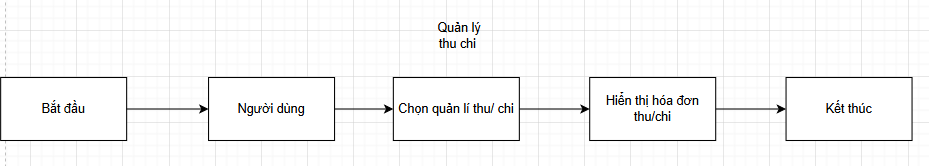 Quản lý
thu chi
Bắt đầu
Người dùng
Chọn quản lí thu/ chi
Hiển thị hóa đơn
thu/chi
Kết thúc